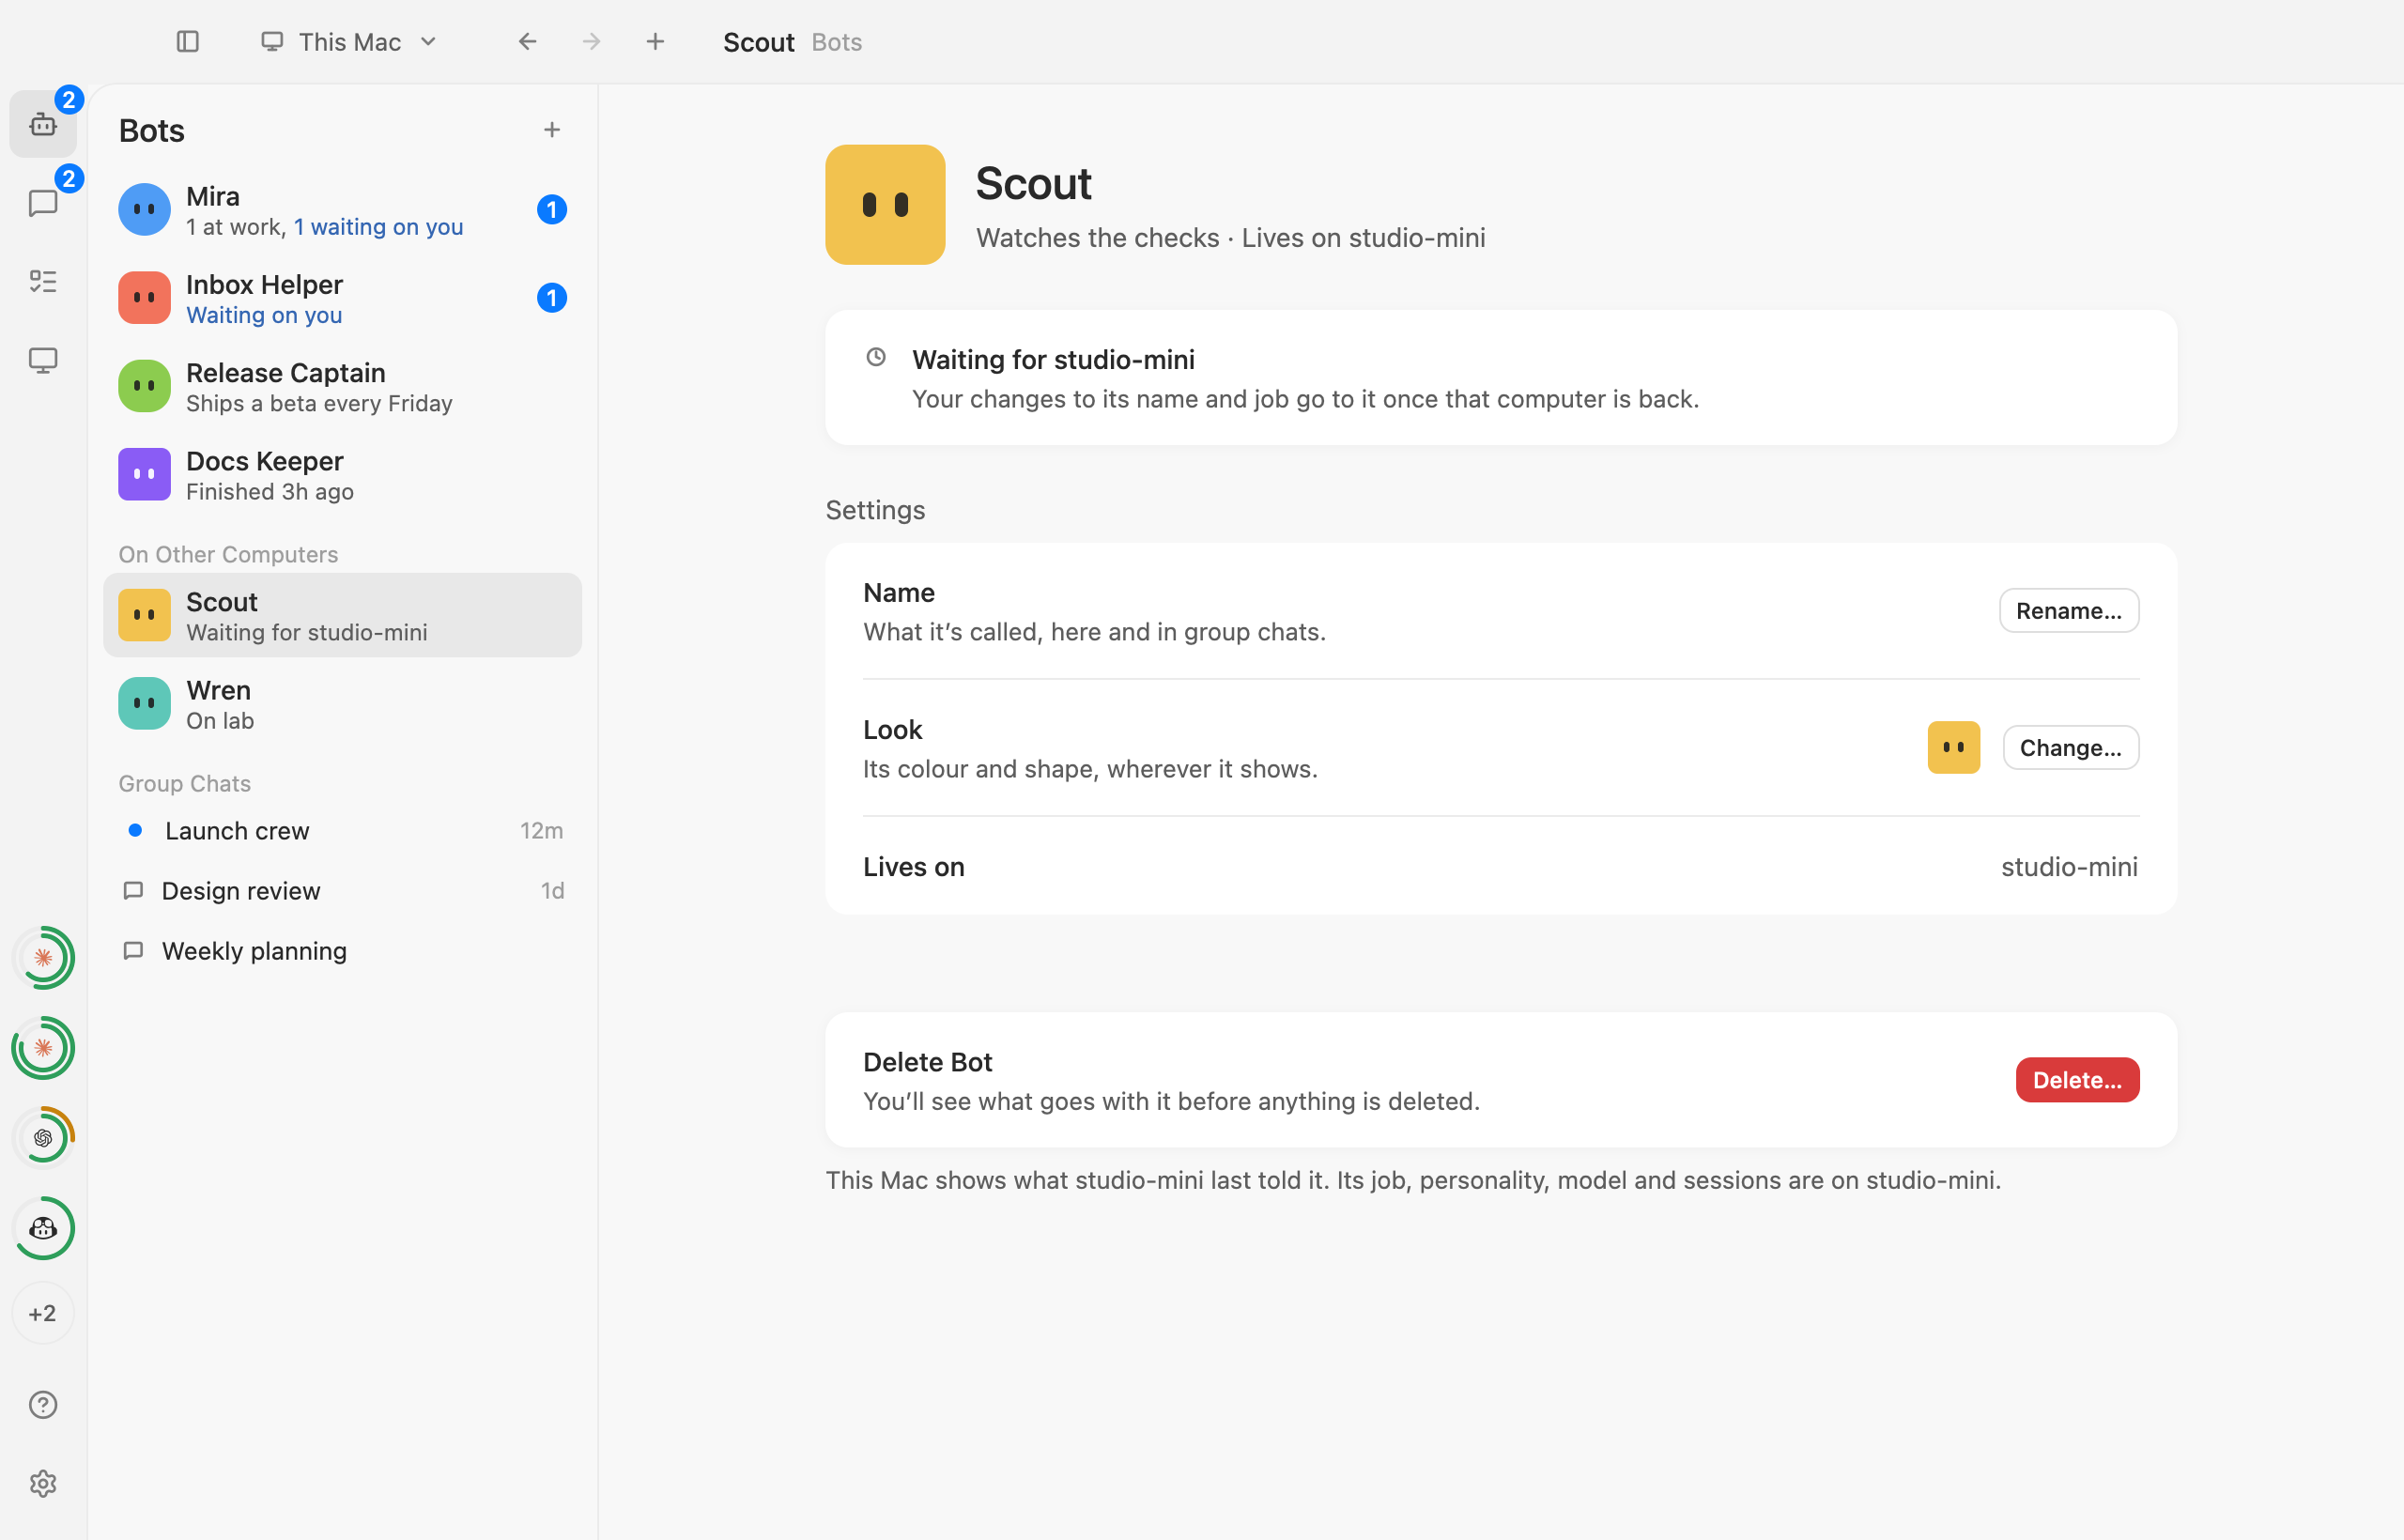 This Mac
Scout Bots
2
2
Bots
Mira
1 at work, 1 waiting on you
1
Inbox Helper
Waiting on you
1
Release Captain
Ships a beta every Friday
Docs Keeper
Finished 3h ago
On Other Computers
Scout
Waiting for studio-mini
Wren
On lab
Group Chats
Launch crew 12m
Design review 1d
Weekly planning
+2
Scout
Watches the checks · Lives on studio-mini
Waiting for studio-mini
Your changes to its name and job go to it once that computer is back.
Settings
Name
What it’s called, here and in group chats.
Rename...
Look
Its colour and shape, wherever it shows.
Change...
Lives on studio-mini
Delete Bot
You’ll see what goes with it before anything is deleted.
Delete...
This Mac shows what studio-mini last told it. Its job, personality, model and sessions are on studio-mini.